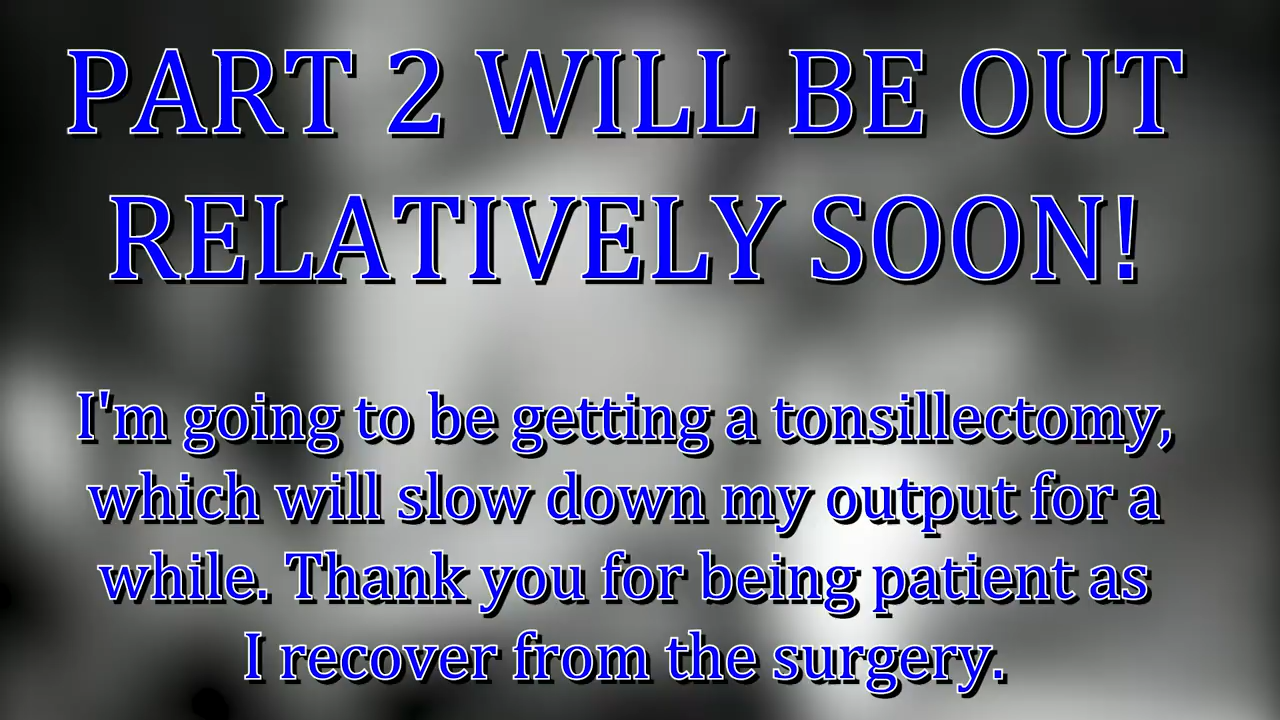 PART 2 WILL BE OUT
RELATIVELY SOON!
I'm going to be getting a tonsillectomy,
which will slow down my output for a
while. Thank you for being patient as
I recover from the surgery.